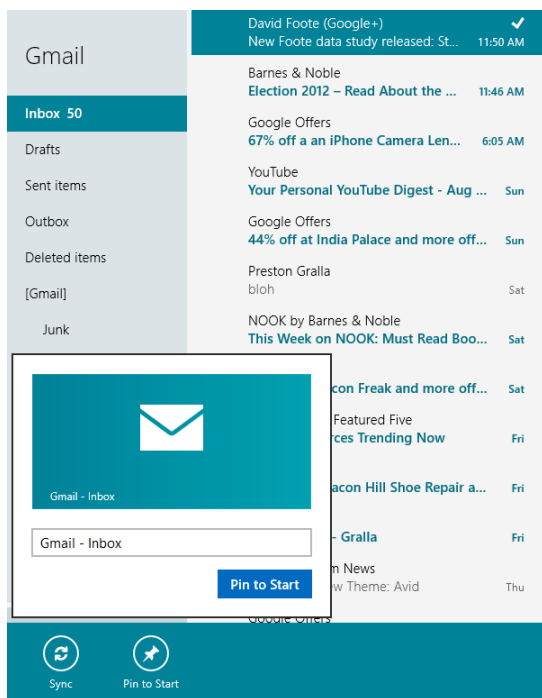 Gmail
Inbox 50
Drafts
Sent items
Outbox
Deleted items
[Gmail]
Junk
David Foote (Google+)
New Foote data study released: St... 11:50 AM
Barnes & Noble
Election 2012 – Read About the ... 11:46 AM
Google Offers
67% off a an iPhone Camera Len... 6:05 AM
YouTube
Your Personal YouTube Digest - Aug ... Sun
Google Offers
44% off at India Palace and more off... Sun
Preston Gralla
bloh Sat
NOOK by Barnes & Noble
This Week on NOOK: Must Read Boo... Sat
con Freak and more off... Sat
Featured Five
rces Trending Now Fri
acon Hill Shoe Repair a... Fri
- Gralla Fri
m News
w Theme: Avid Thu
Google Offers
Gmail - Inbox
Gmail - Inbox
Pin to Start
Sync
Pin to Start